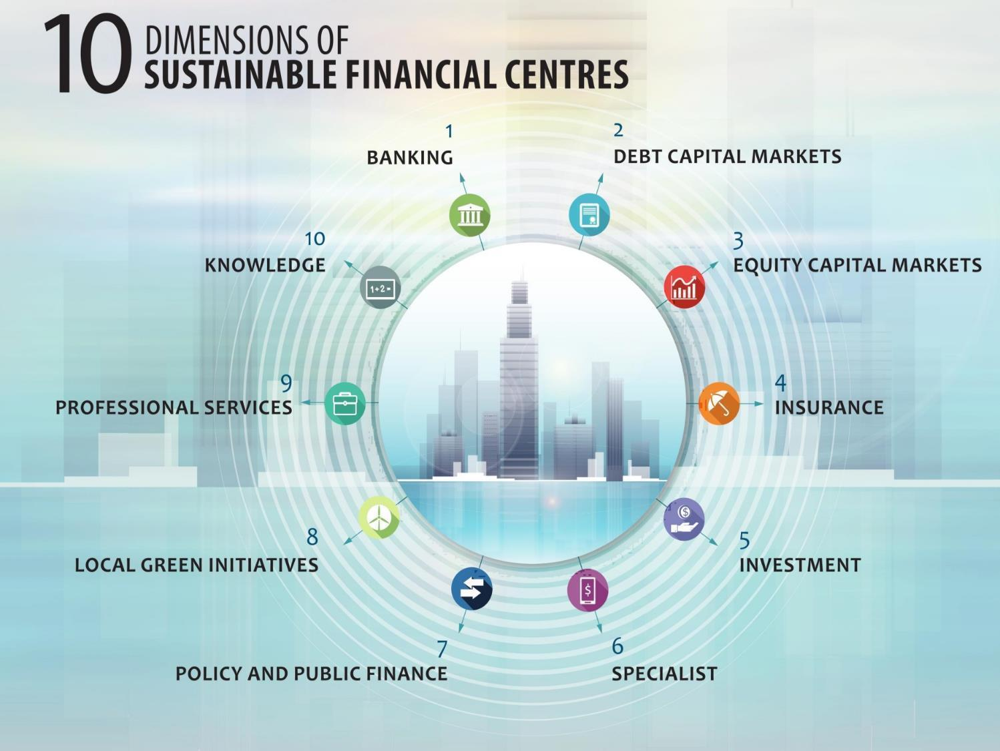 10 DIMENSIONS OF
SUSTAINABLE FINANCIAL CENTRES
1
BANKING
2
DEBT CAPITAL MARKETS
3
EQUITY CAPITAL MARKETS
4
INSURANCE
5
INVESTMENT
6
SPECIALIST
$
7
POLICY AND PUBLIC FINANCE
8
LOCAL GREEN INITIATIVES
9
PROFESSIONAL SERVICES
10
KNOWLEDGE
1+2=
$